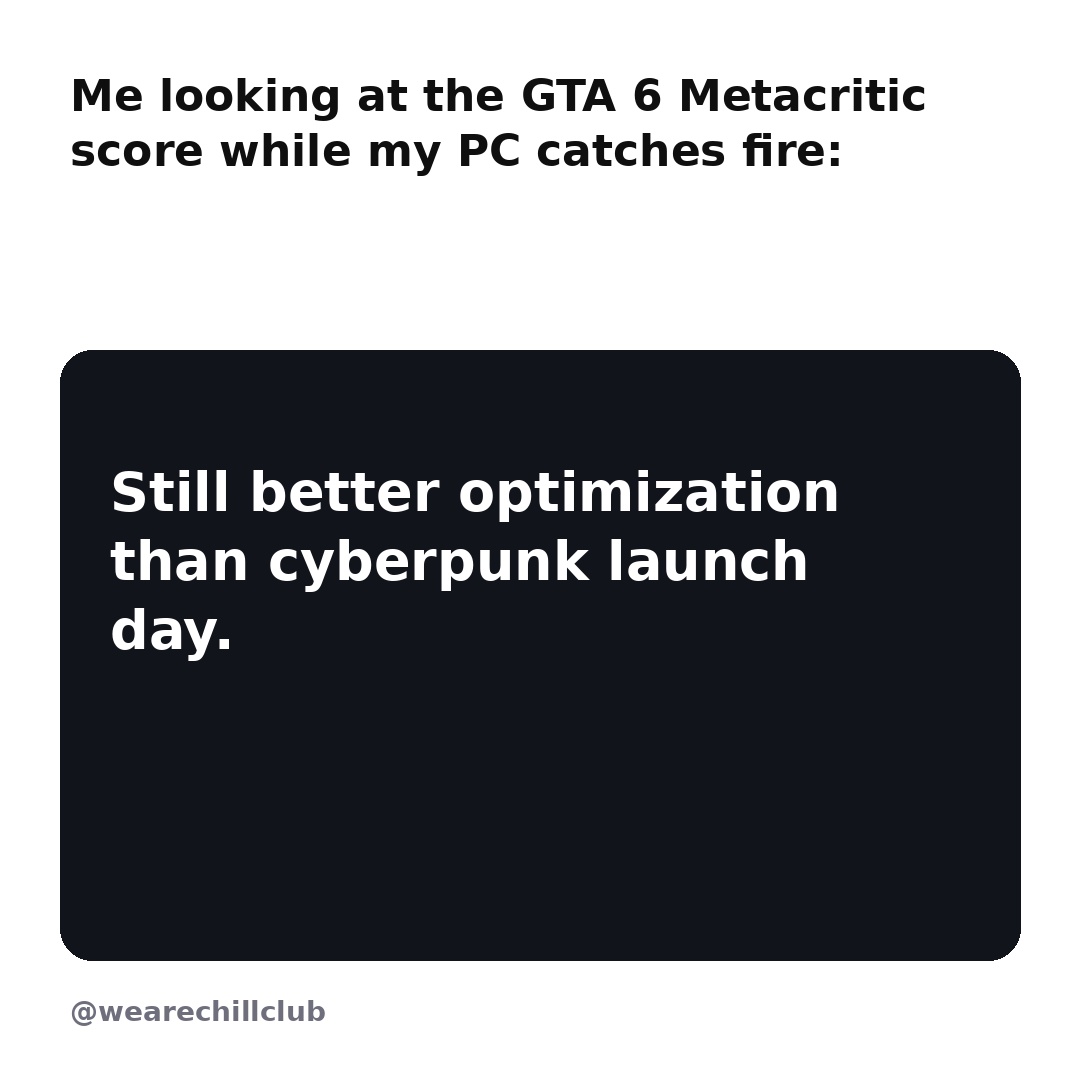 Me looking at the GTA 6 Metacritic
score while my PC catches fire:
Still better optimization
than cyberpunk launch
day.
@wearechillclub